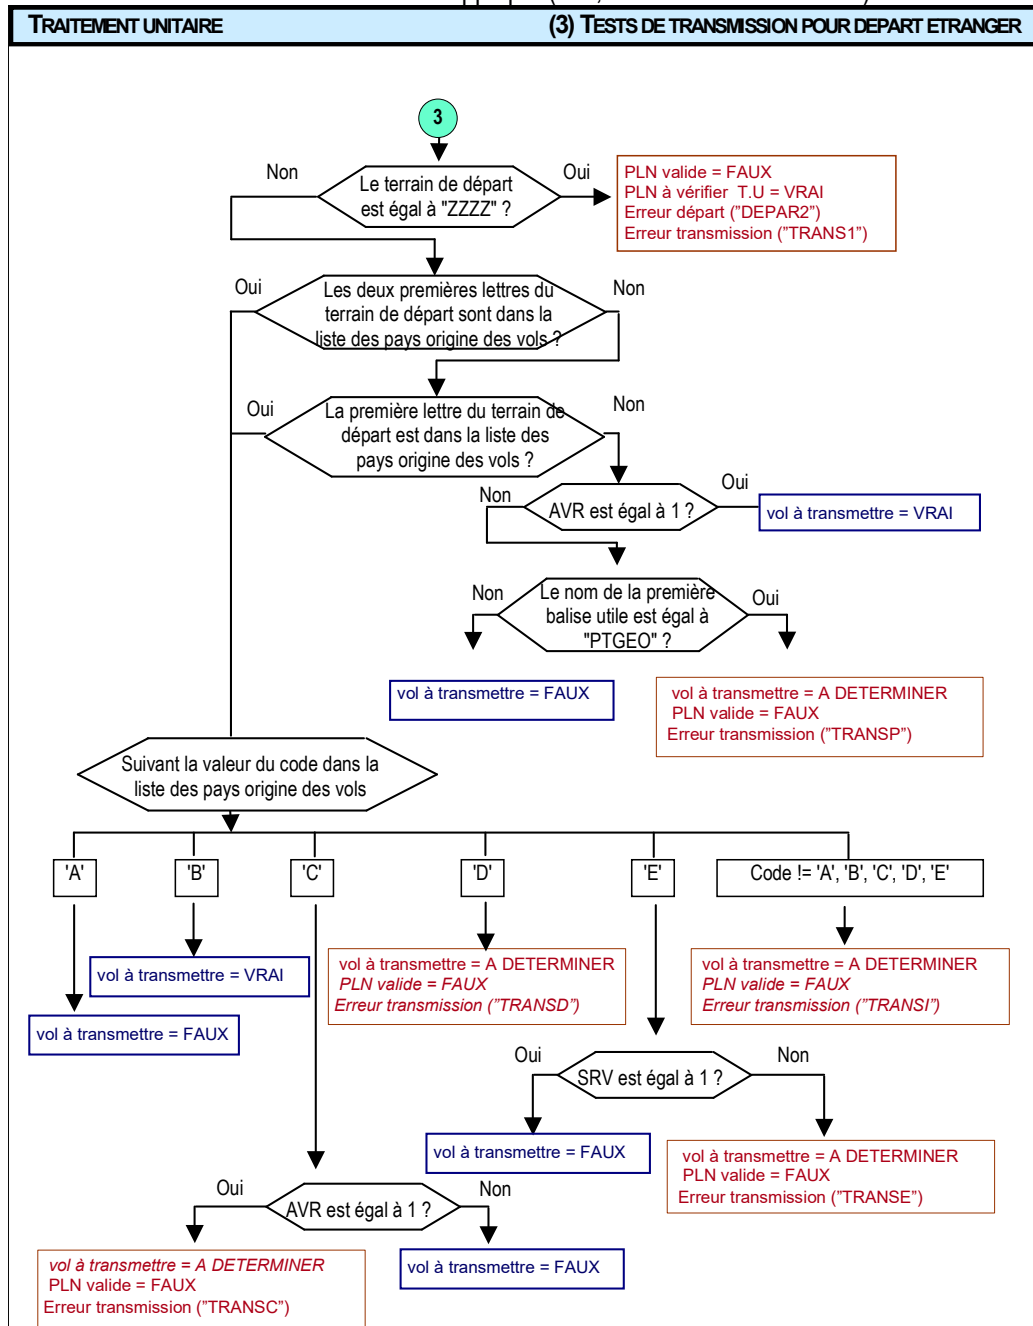 TRAITEMENT UNITAIRE (3) TESTS DE TRANSMISSION POUR DEPART ETRANGER
3
Non
Oui
Le terrain de départ
est égal à "ZZZZ" ?
PLN valide = FAUX
PLN à vérifier T.U = VRAI
Erreur départ ("DEPAR2")
Erreur transmission ("TRANS1")
Oui
Non
Les deux premières lettres du
terrain de départ sont dans la
liste des pays origine des vols ?
Oui
Non
La première lettre du terrain de
départ est dans la liste des
pays origine des vols ?
Non
Oui
AVR est égal à 1 ?
vol à transmettre = VRAI
Non
Oui
Le nom de la première
balise utile est égal à
"PTGEO" ?
vol à transmettre = FAUX
vol à transmettre = A DETERMINER
PLN valide = FAUX
Erreur transmission ("TRANSP")
Suivant la valeur du code dans la
liste des pays origine des vols
'A'
'B'
'C'
'D'
'E'
Code != 'A', 'B', 'C', 'D', 'E'
vol à transmettre = VRAI
vol à transmettre = FAUX
vol à transmettre = A DETERMINER
PLN valide = FAUX
Erreur transmission ("TRANSD")
vol à transmettre = A DETERMINER
PLN valide = FAUX
Erreur transmission ("TRANSI")
Oui
Non
SRV est égal à 1 ?
vol à transmettre = FAUX
vol à transmettre = A DETERMINER
PLN valide = FAUX
Erreur transmission ("TRANSE")
Oui
Non
AVR est égal à 1 ?
vol à transmettre = A DETERMINER
PLN valide = FAUX
Erreur transmission ("TRANSC")
vol à transmettre = FAUX